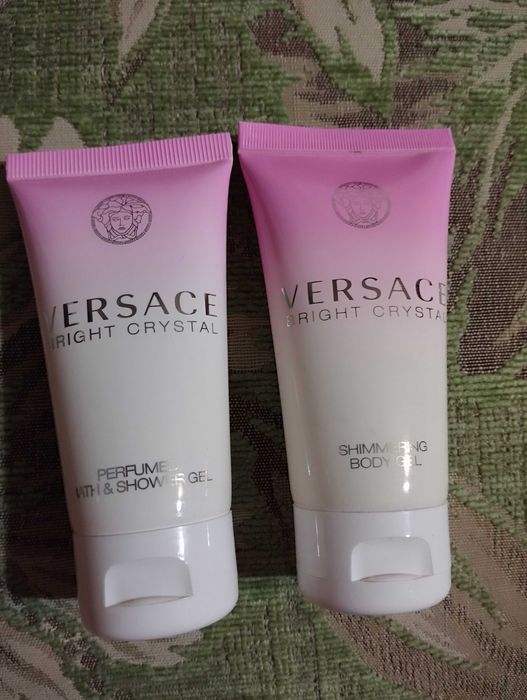 VERSACE
BRIGHT CRYSTAL
PERFUMED
BATH & SHOWER GEL
VERSACE
BRIGHT CRYSTAL
SHIMMERING
BODY GEL